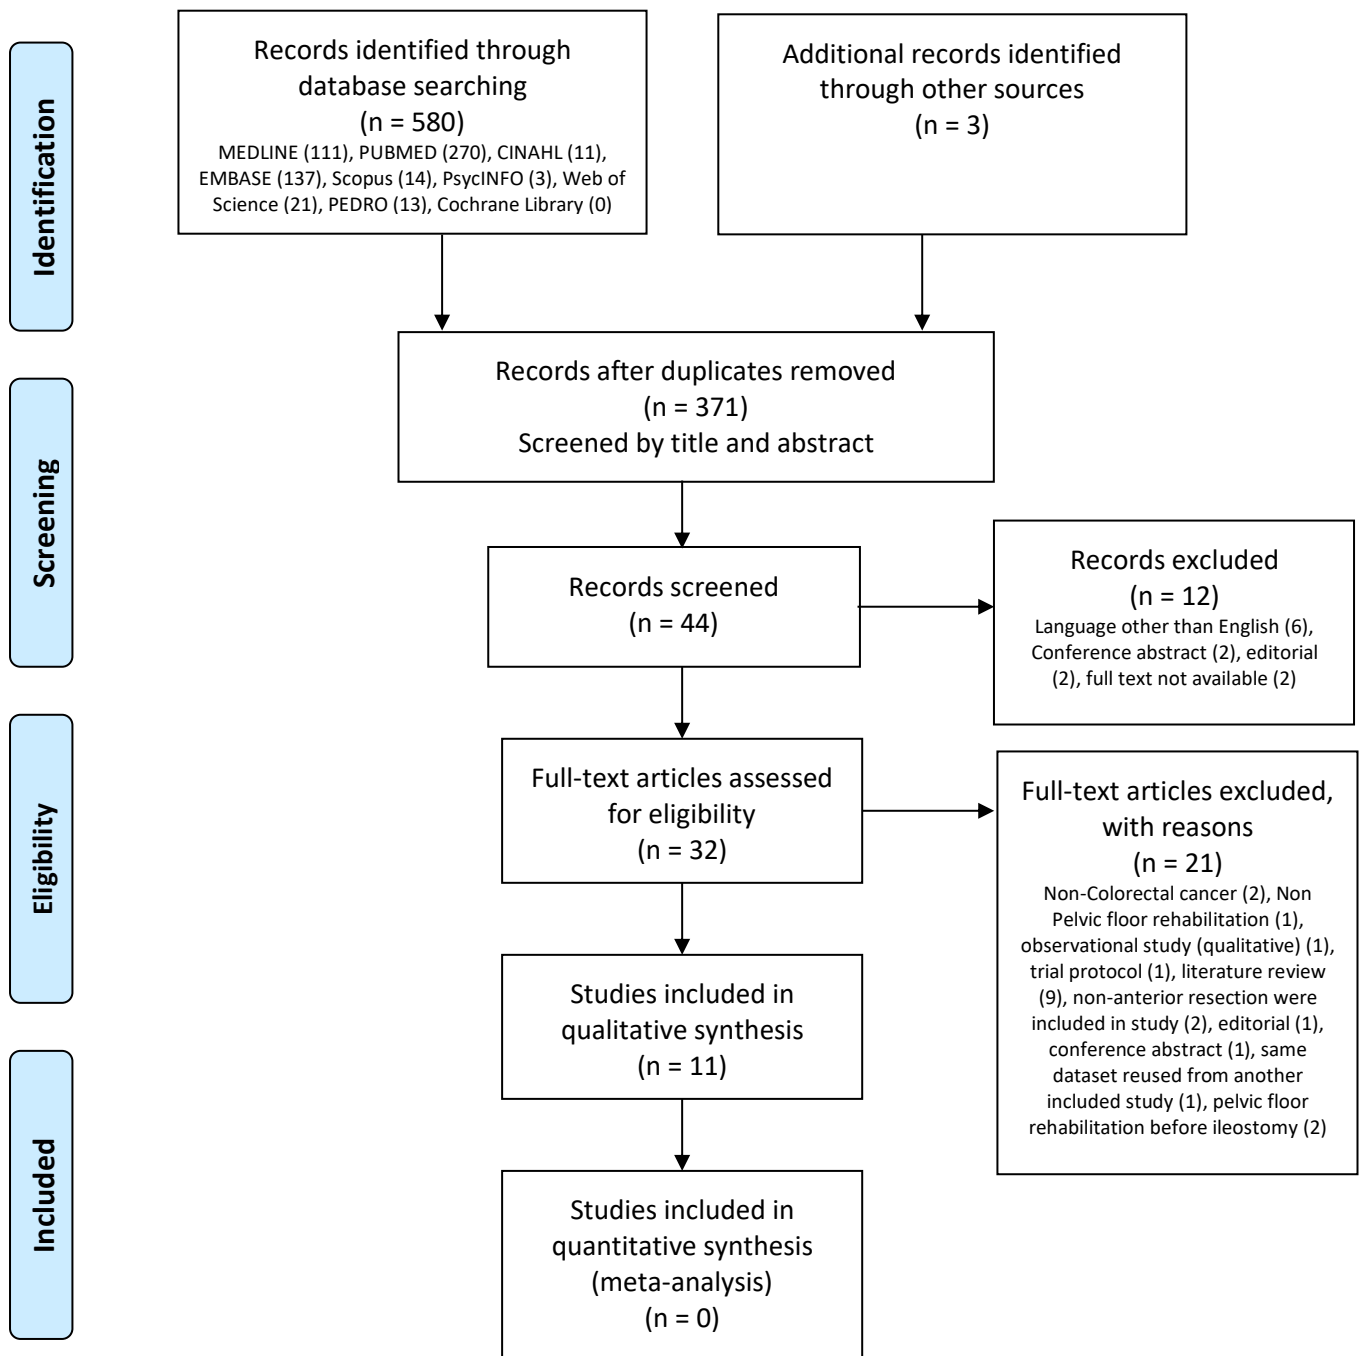 Identification
Records identified through
database searching
(n = 580)
MEDLINE (111), PUBMED (270), CINAHL (11),
EMBASE (137), Scopus (14), PsycINFO (3), Web of
Science (21), PEDRO (13), Cochrane Library (0)
Additional records identified
through other sources
(n = 3)
Records after duplicates removed
(n = 371)
Screened by title and abstract
Screening
Records screened
(n = 44)
Records excluded
(n = 12)
Language other than English (6),
Conference abstract (2), editorial
(2), full text not available (2)
Eligibility
Full-text articles assessed
for eligibility
(n = 32)
Full-text articles excluded,
with reasons
(n = 21)
Non-Colorectal cancer (2), Non
Pelvic floor rehabilitation (1),
observational study (qualitative) (1),
trial protocol (1), literature review
(9), non-anterior resection were
included in study (2), editorial (1),
conference abstract (1), same
dataset reused from another
included study (1), pelvic floor
rehabilitation before ileostomy (2)
Studies included in
qualitative synthesis
(n = 11)
Included
Studies included in
quantitative synthesis
(meta-analysis)
(n = 0)